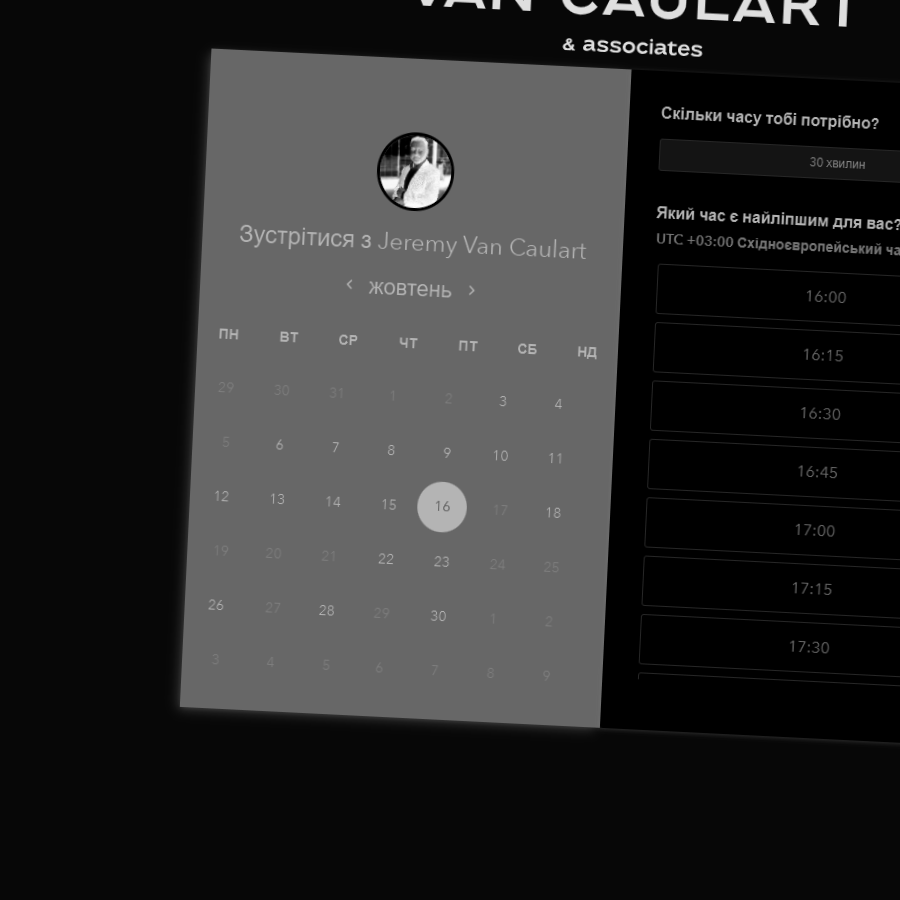 VAN CAULART
& associates
Зустрітися з Jeremy Van Caulart
‹ жовтень ›
ПН ВТ СР ЧТ ПТ СБ НД
29 30 31 1 2 3 4
5 6 7 8 9 10 11
12 13 14 15 16 17 18
19 20 21 22 23 24 25
26 27 28 29 30 1 2
3 4 5 6 7 8 9
Скільки часу тобі потрібно?
30 хвилин
Який час є найліпшим для вас?
UTC +03:00 Східноєвропейський ча
16:00
16:15
16:30
16:45
17:00
17:15
17:30